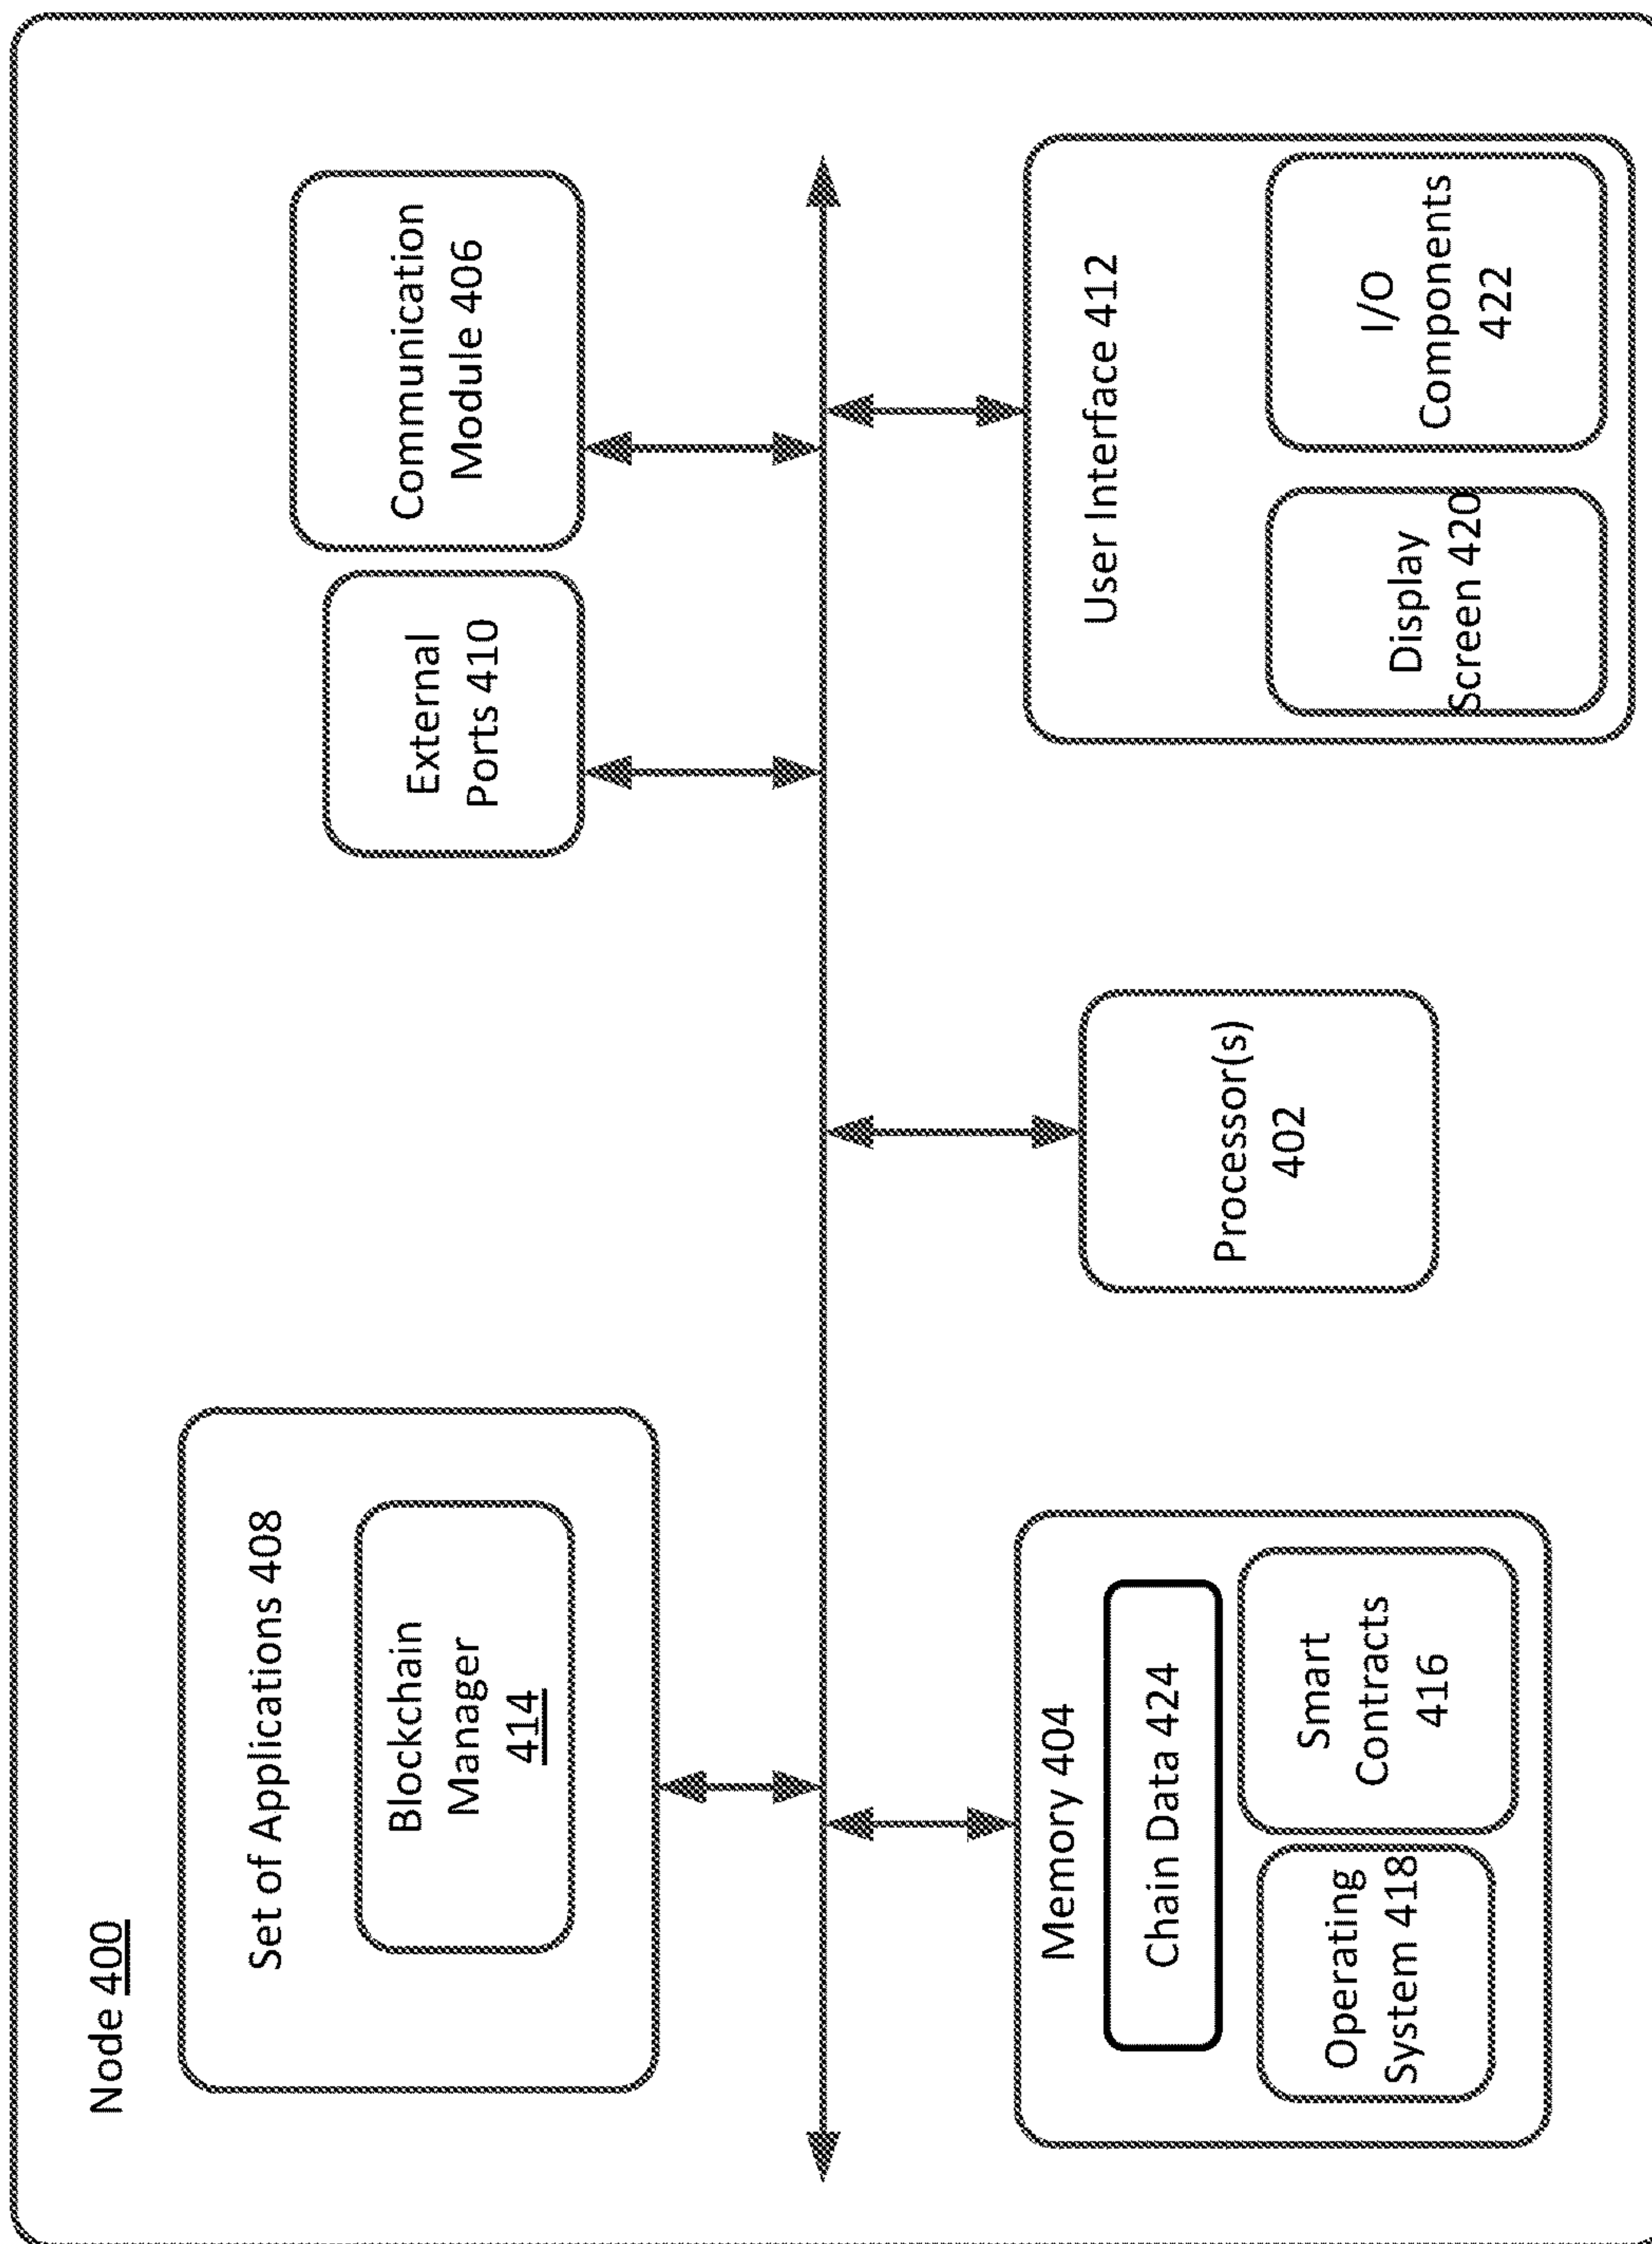 Node 400
Set of Applications 408
Blockchain
Manager
414
External
Ports 410
Communication
Module 406
Memory 404
Chain Data 424
Operating
System 418
Smart
Contracts
416
Processor(s)
402
User Interface 412
Display
Screen 420
I/O
Components
422